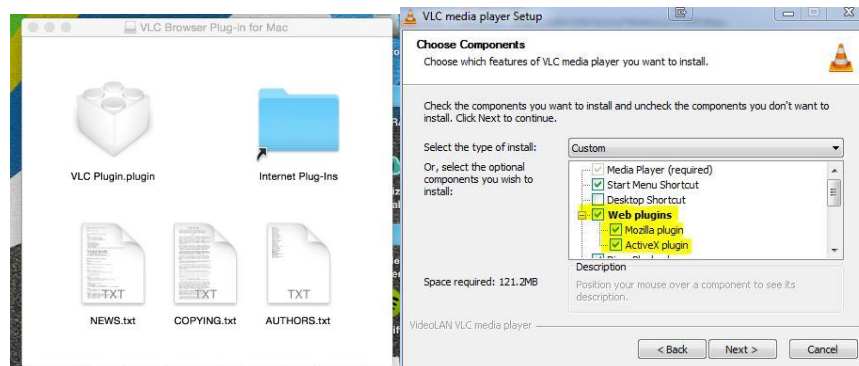 VLC Browser Plug-in for Mac
VLC Plugin.plugin
Internet Plug-Ins
TXT
TXT
TXT
NEWS.txt
COPYING.txt
AUTHORS.txt
VLC media player Setup
Choose Components
Choose which features of VLC media player you want to install.
Check the components you want to install and uncheck the components you don't want to
install. Click Next to continue.
Select the type of install:
Custom
Or, select the optional
components you wish to
install:
Media Player (required)
Start Menu Shortcut
Desktop Shortcut
Web plugins
Mozilla plugin
ActiveX plugin
Space required: 121.2MB
Description
Position your mouse over a component to see its
description.
VideoLAN VLC media player
< Back
Next >
Cancel